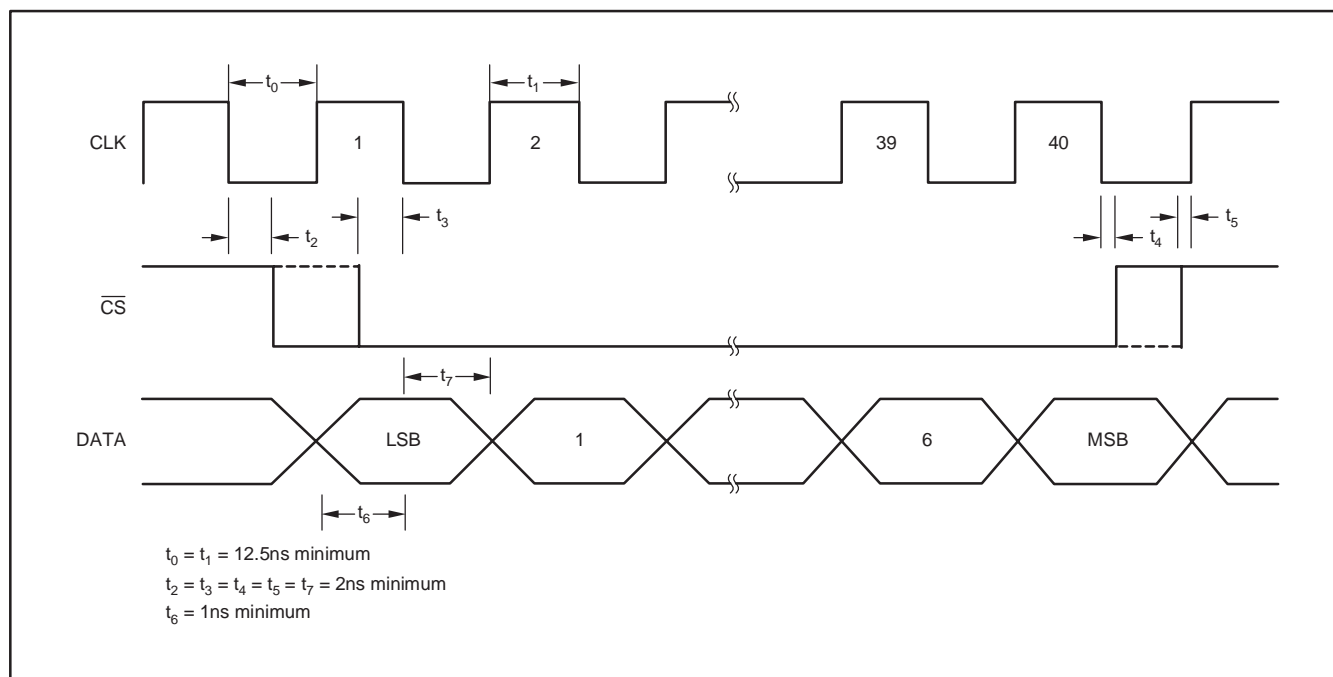 t0
t1
CLK
1
2
39
40
t2
t3
t4
t5
CS
t7
DATA
LSB
1
6
MSB
t6
t0 = t1 = 12.5ns minimum
t2 = t3 = t4 = t5 = t7 = 2ns minimum
t6 = 1ns minimum